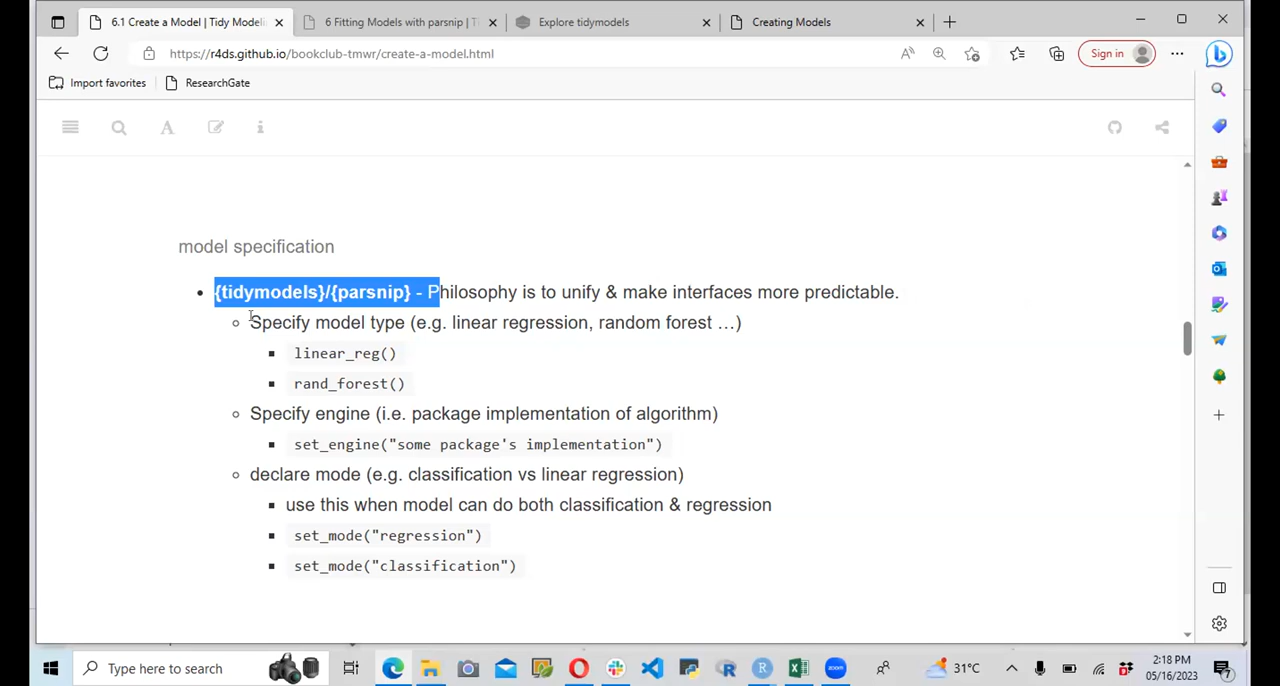 6.1 Create a Model | Tidy Modelin
6 Fitting Models with parsnip | Ti
Explore tidymodels
Creating Models
https://r4ds.github.io/bookclub-tmwr/create-a-model.html
Sign in
Import favorites
ResearchGate
model specification
{tidymodels}/{parsnip} - Philosophy is to unify & make interfaces more predictable.
Specify model type (e.g. linear regression, random forest …)
linear_reg()
rand_forest()
Specify engine (i.e. package implementation of algorithm)
set_engine("some package's implementation")
declare mode (e.g. classification vs linear regression)
use this when model can do both classification & regression
set_mode("regression")
set_mode("classification")
Type here to search
31°C
2:18 PM
05/16/2023